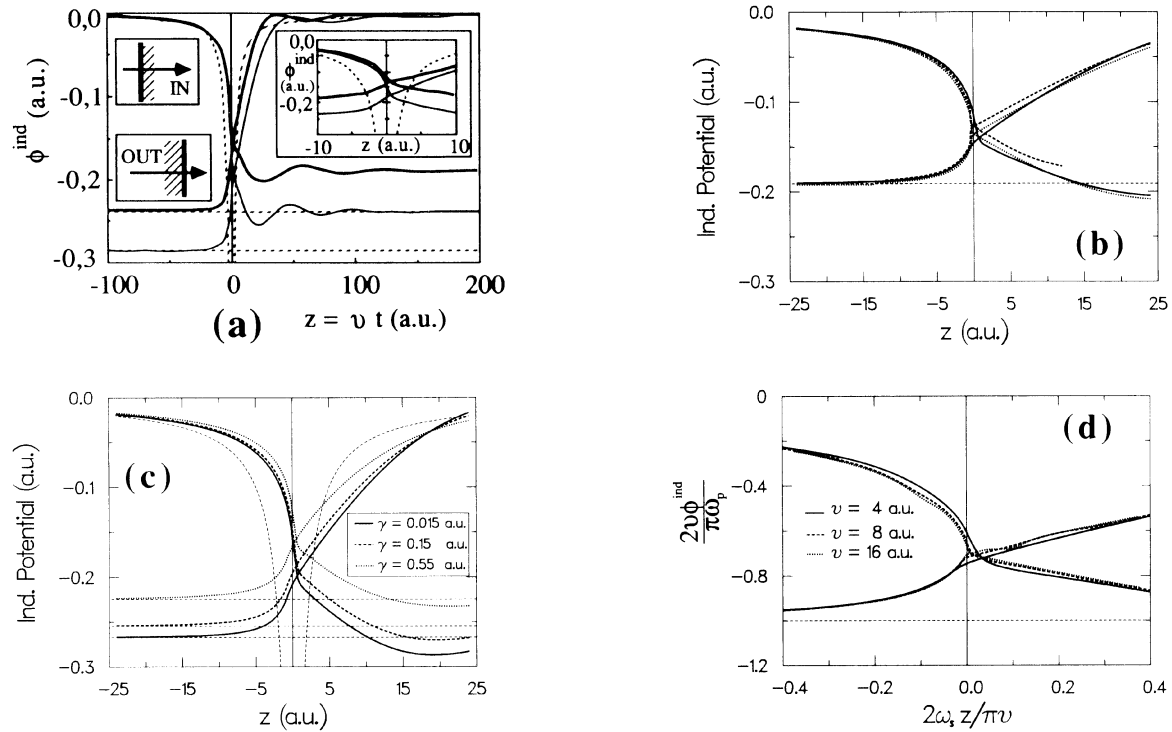 0,0
-0,1
-0,2
-0,3
ϕ^ind (a.u.)
-100
0
100
200
(a) z = υ t (a.u.)
IN
OUT
0,0
ϕ^ind
(a.u.)
-0,2
-10
z (a.u.)
10
0.0
-0.1
-0.2
-0.3
Ind. Potential (a.u.)
(b)
-25
-15
-5
5
15
25
z (a.u.)
0.0
-0.1
-0.2
-0.3
Ind. Potential (a.u.)
(c)
γ = 0.015 a.u.
γ = 0.15 a.u.
γ = 0.55 a.u.
-25
-15
-5
5
15
25
z (a.u.)
0
-0.4
-0.8
-1.2
2υϕ^ind
πω_p
(d)
υ = 4 a.u.
υ = 8 a.u.
υ = 16 a.u.
-0.4
-0.2
0.0
0.2
0.4
2ω_s z/πυ